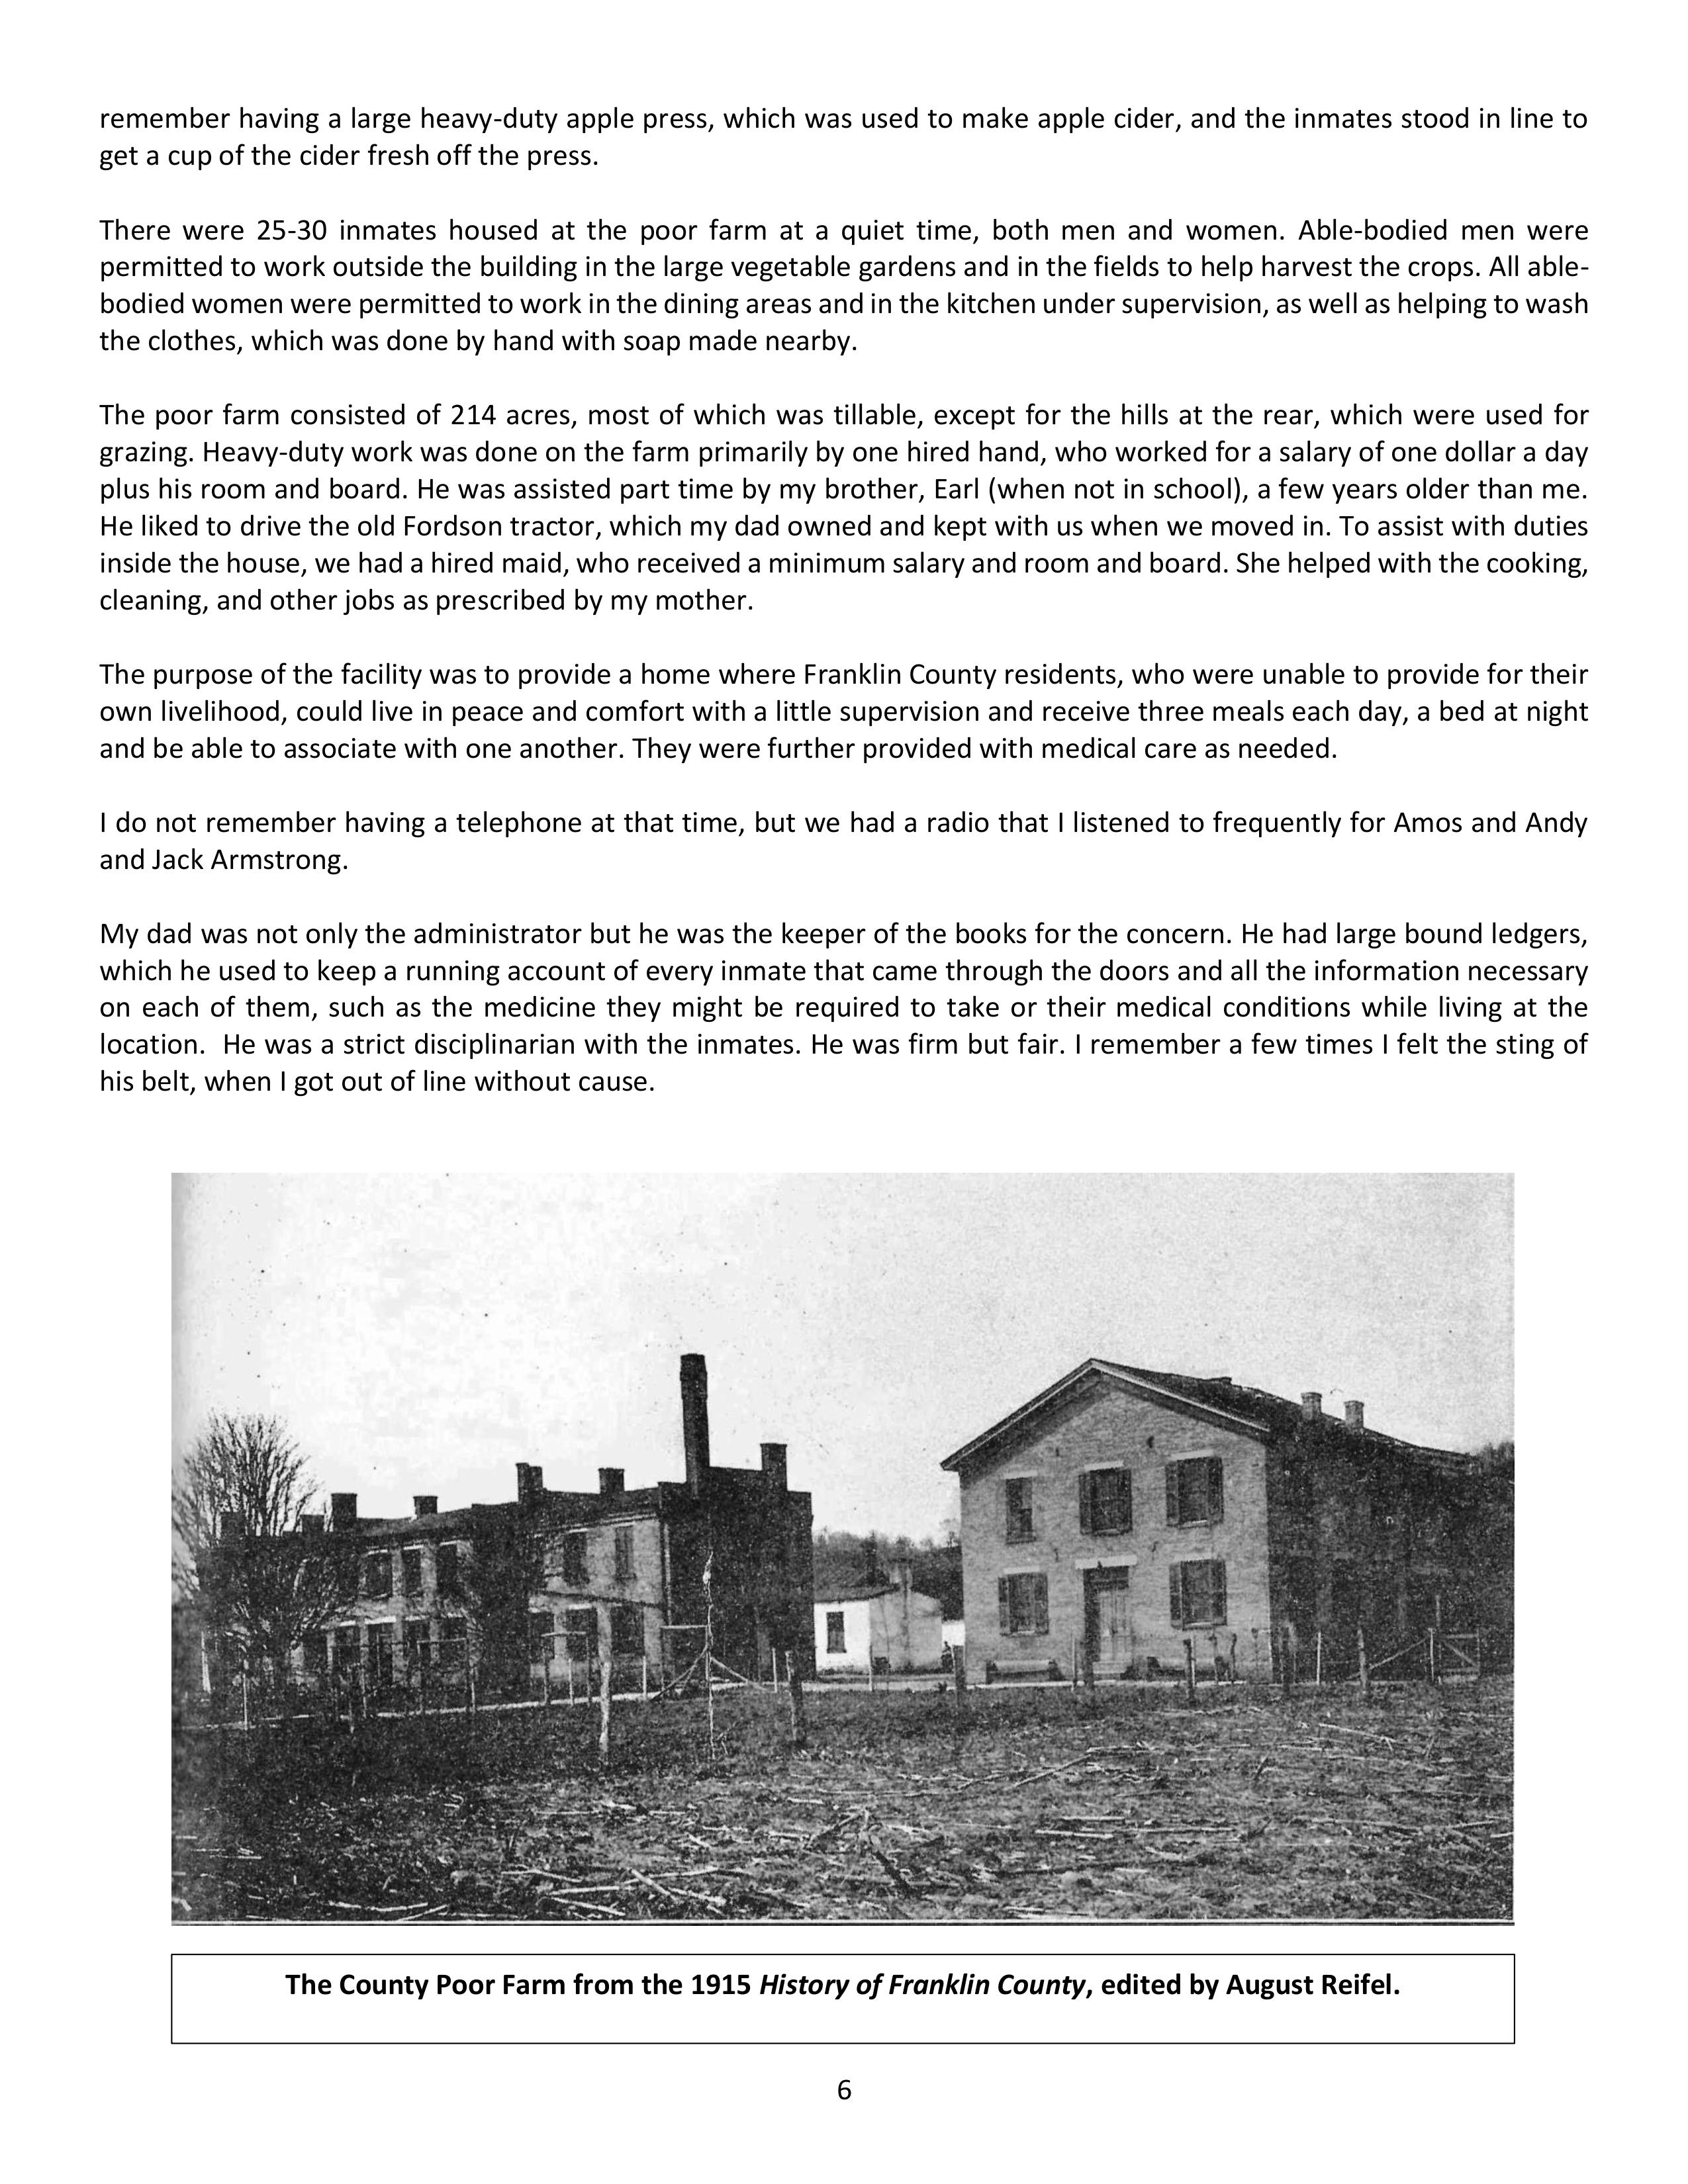 remember having a large heavy-duty apple press, which was used to make apple cider, and the inmates stood in line to
get a cup of the cider fresh off the press.
There were 25-30 inmates housed at the poor farm at a quiet time, both men and women. Able-bodied men were
permitted to work outside the building in the large vegetable gardens and in the fields to help harvest the crops. All able-
bodied women were permitted to work in the dining areas and in the kitchen under supervision, as well as helping to wash
the clothes, which was done by hand with soap made nearby.
The poor farm consisted of 214 acres, most of which was tillable, except for the hills at the rear, which were used for
grazing. Heavy-duty work was done on the farm primarily by one hired hand, who worked for a salary of one dollar a day
plus his room and board. He was assisted part time by my brother, Earl (when not in school), a few years older than me.
He liked to drive the old Fordson tractor, which my dad owned and kept with us when we moved in. To assist with duties
inside the house, we had a hired maid, who received a minimum salary and room and board. She helped with the cooking,
cleaning, and other jobs as prescribed by my mother.
The purpose of the facility was to provide a home where Franklin County residents, who were unable to provide for their
own livelihood, could live in peace and comfort with a little supervision and receive three meals each day, a bed at night
and be able to associate with one another. They were further provided with medical care as needed.
I do not remember having a telephone at that time, but we had a radio that I listened to frequently for Amos and Andy
and Jack Armstrong.
My dad was not only the administrator but he was the keeper of the books for the concern. He had large bound ledgers,
which he used to keep a running account of every inmate that came through the doors and all the information necessary
on each of them, such as the medicine they might be required to take or their medical conditions while living at the
location.  He was a strict disciplinarian with the inmates. He was firm but fair. I remember a few times I felt the sting of
his belt, when I got out of line without cause.
The County Poor Farm from the 1915 History of Franklin County, edited by August Reifel.
6